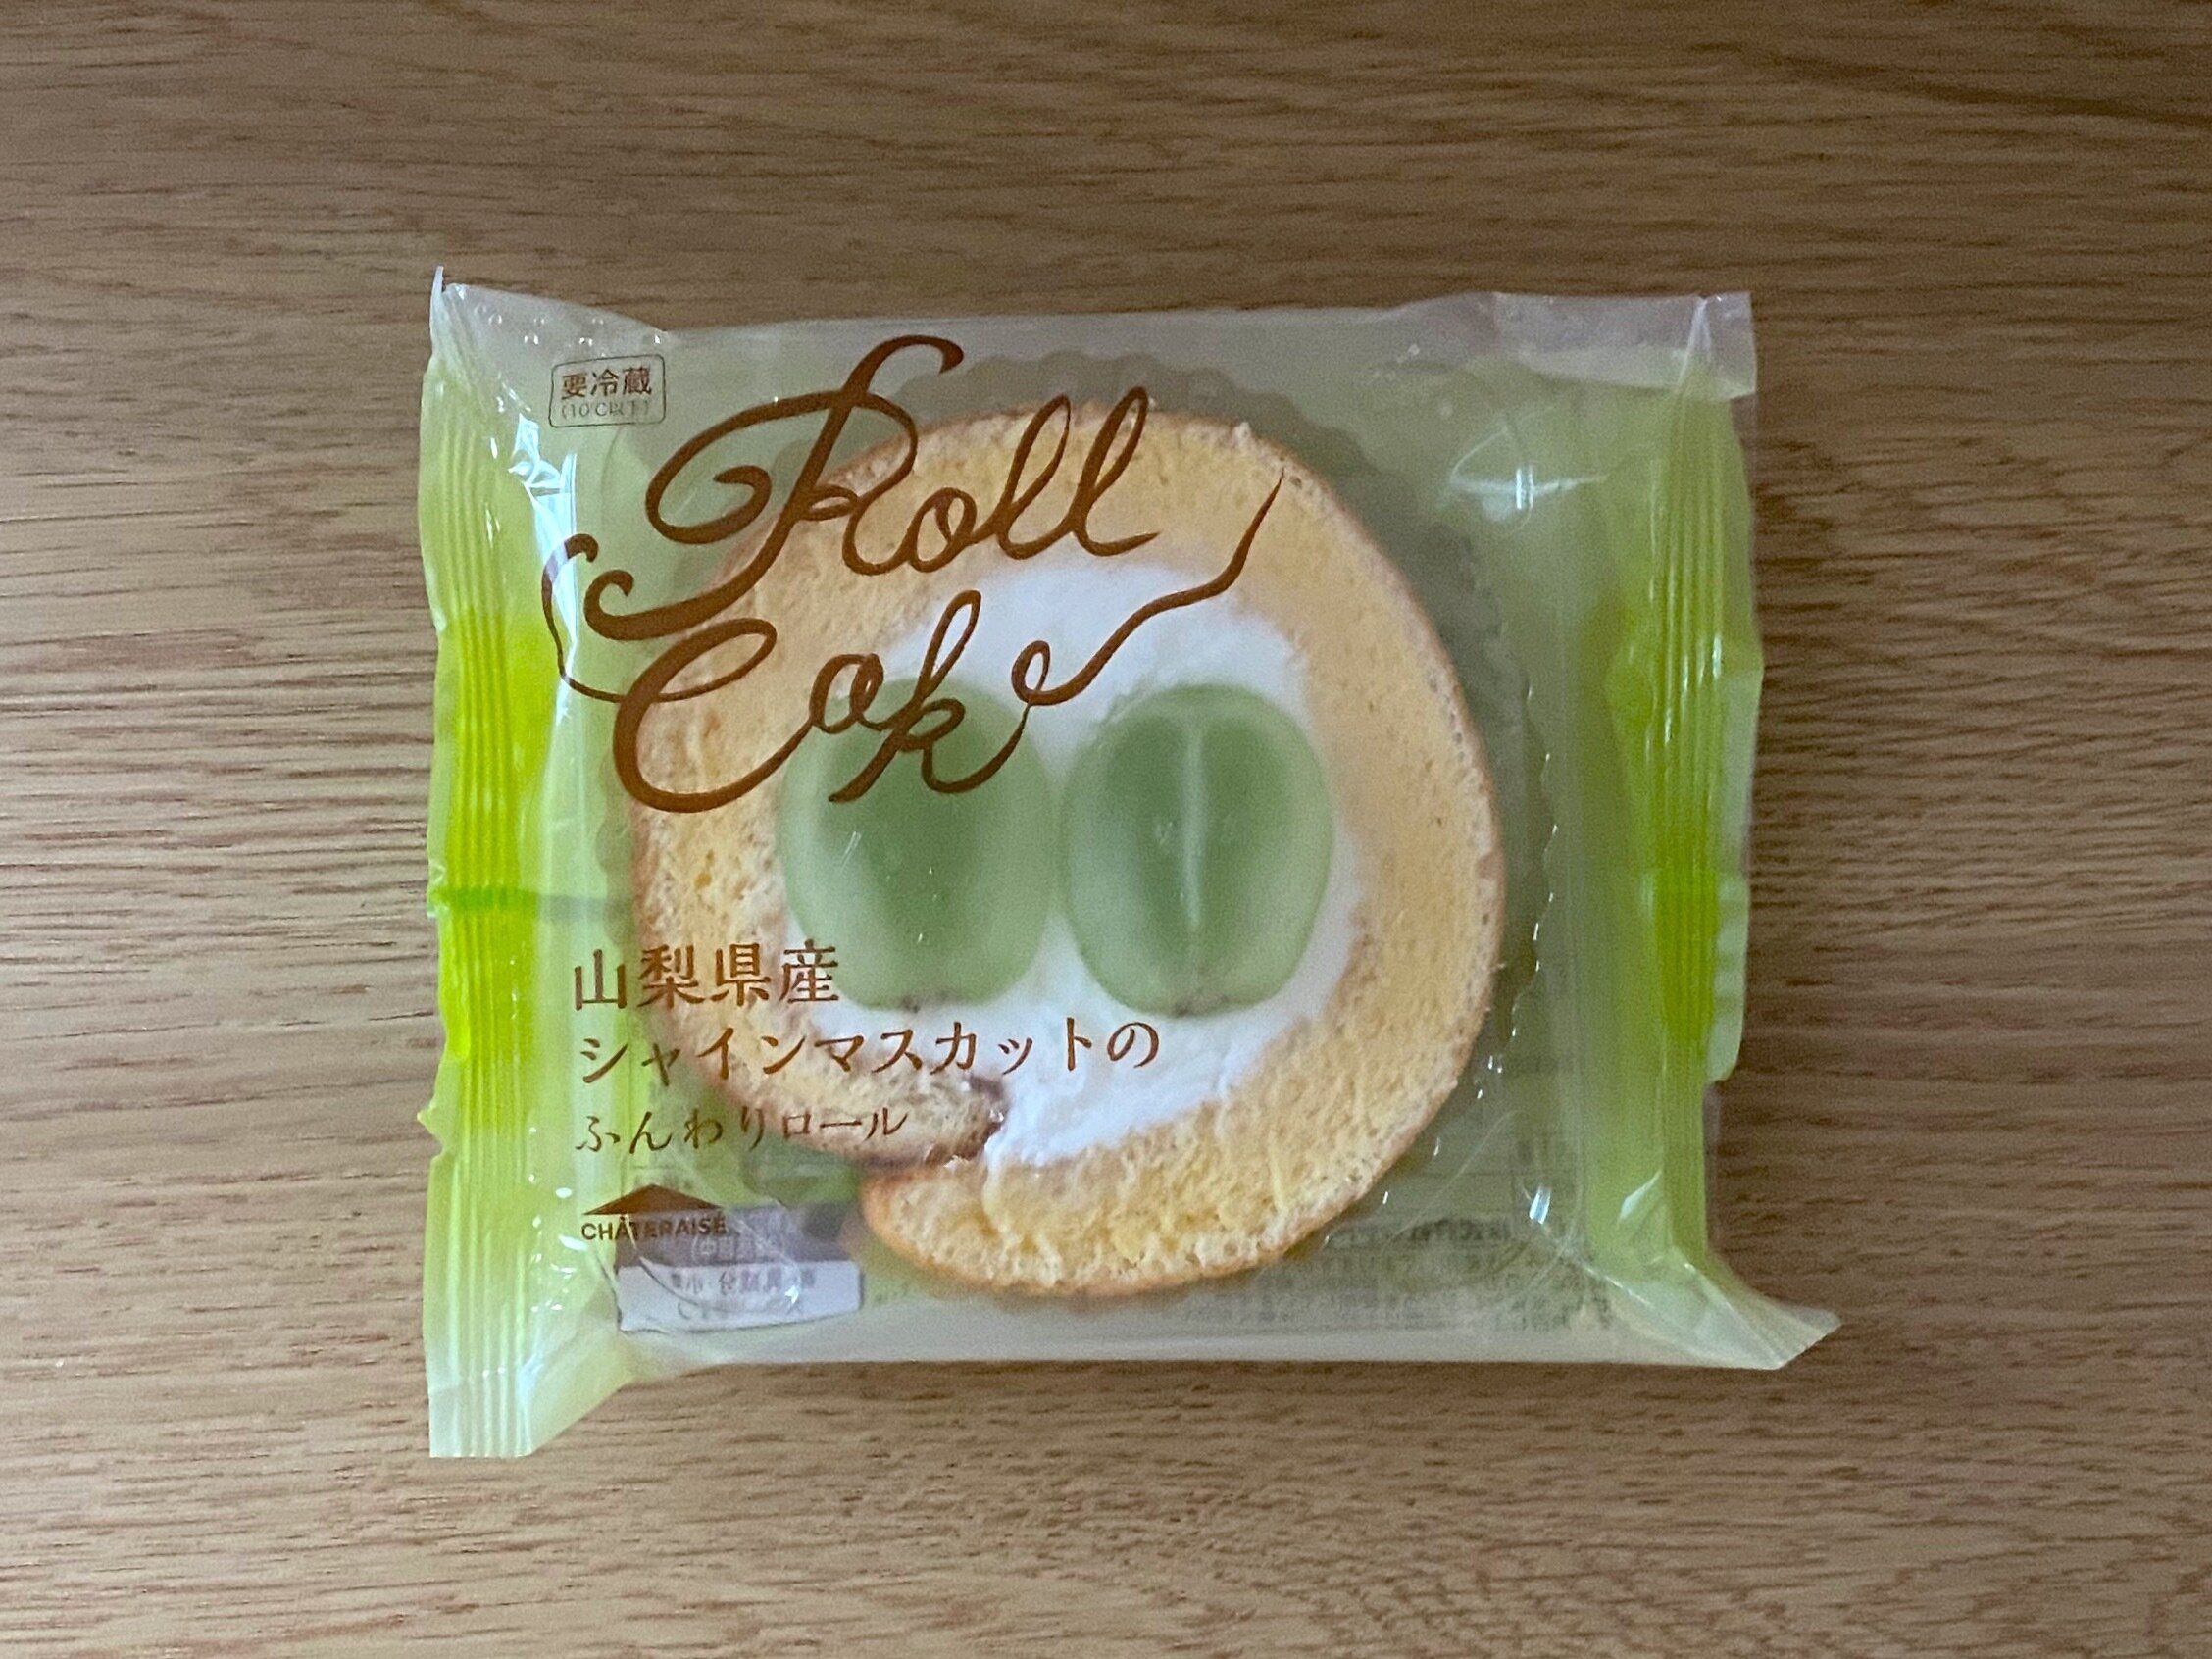 要冷蔵
(10℃以下)
Roll
Cake
山梨県産
シャインマスカットの
ふんわりロール
CHÂTERAISÉ